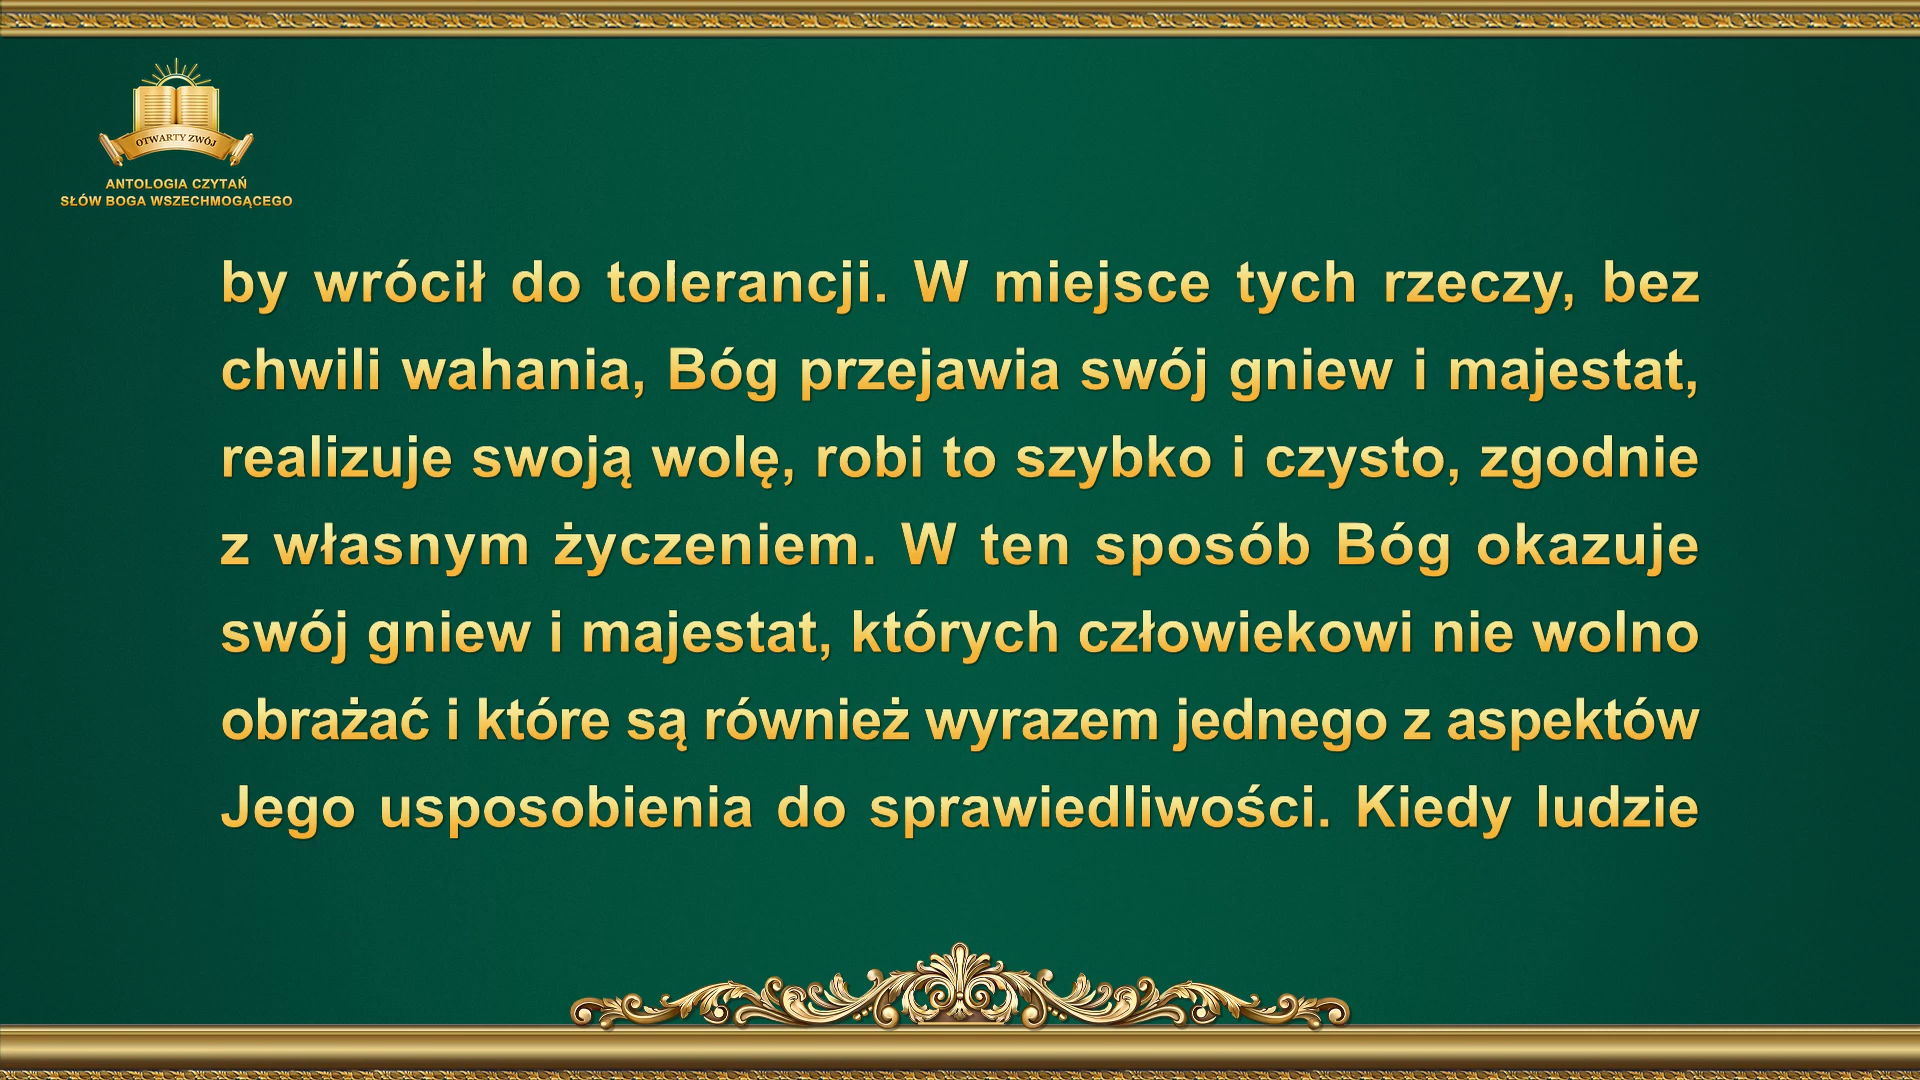 OTWARTY ZWÓJ
ANTOLOGIA CZYTAŃ
SŁÓW BOGA WSZECHMOGĄCEGO
by wrócił do tolerancji. W miejsce tych rzeczy, bez
chwili wahania, Bóg przejawia swój gniew i majestat,
realizuje swoją wolę, robi to szybko i czysto, zgodnie
z własnym życzeniem. W ten sposób Bóg okazuje
swój gniew i majestat, których człowiekowi nie wolno
obrażać i które są również wyrazem jednego z aspektów
Jego usposobienia do sprawiedliwości. Kiedy ludzie